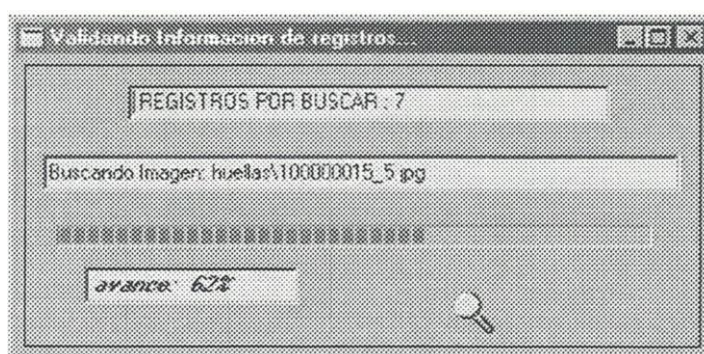 Validando Informacion de registros...
REGISTROS POR BUSCAR : 7
Buscando Imagen: huellas\100000015_5.jpg
avance: 62%